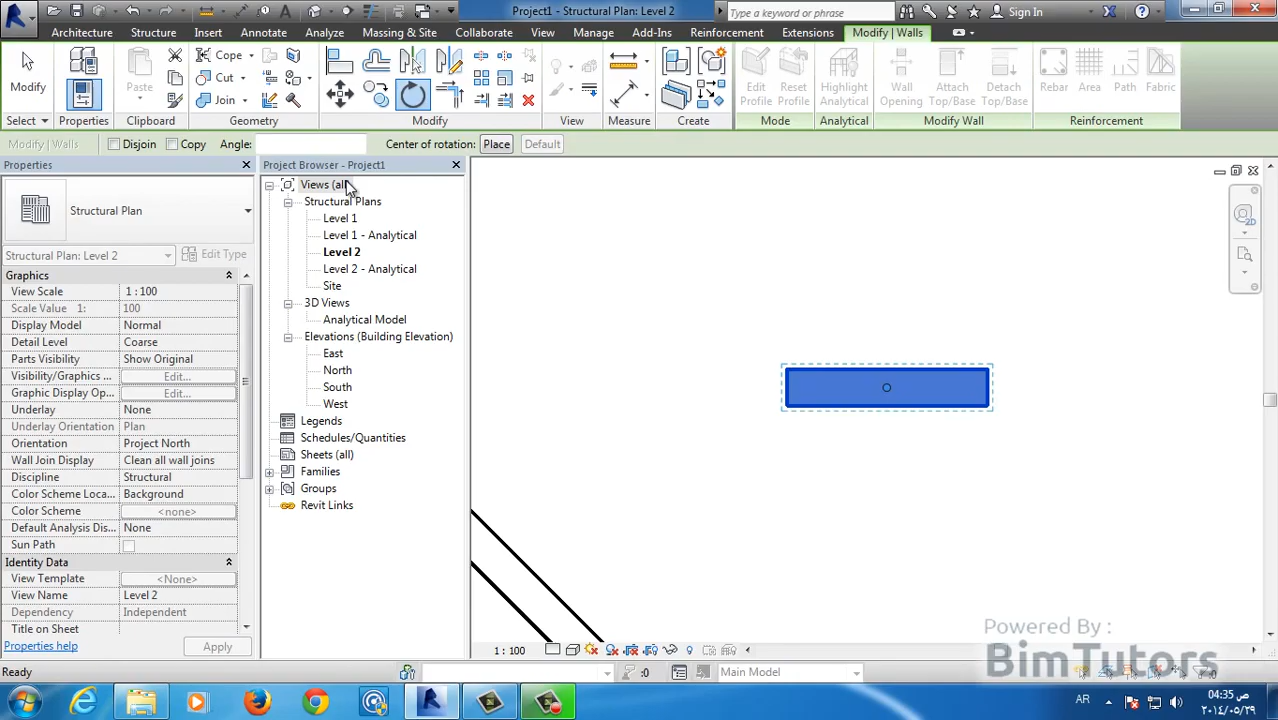 Project1 - Structural Plan: Level 2
Type a keyword or phrase
Sign In
Architecture
Insert
Annotate
Analyze
Massing & Site
Collaborate
View
Manage
Add-Ins
Reinforcement
Extensions
Modify | Walls
Modify
Paste
Cope
Cut
Join
Edit Profile
Reset Profile
Highlight Analytical
Wall Opening
Attach Top/Base
Detach Top/Base
Rebar
Area
Path
Fabric
Select
Properties
Clipboard
Geometry
Modify
View
Measure
Create
Mode
Analytical
Modify Wall
Reinforcement
Modify | Walls
Disjoin
Copy
Angle:
Center of rotation:
Place
Default
Properties
Structural Plan
Structural Plan: Level 2
Edit Type
Graphics
View Scale 1 : 100
Scale Value 1: 100
Display Model Normal
Detail Level Coarse
Parts Visibility Show Original
Visibility/Graphics ... Edit...
Graphic Display Op... Edit...
Underlay None
Underlay Orientation Plan
Orientation Project North
Wall Join Display Clean all wall joins
Discipline Structural
Color Scheme Loca... Background
Color Scheme <none>
Default Analysis Dis... None
Sun Path
Identity Data
View Template <None>
View Name Level 2
Dependency Independent
Title on Sheet
Properties help
Apply
Project Browser - Project1
Views (all)
Structural Plans
Level 1
Level 1 - Analytical
Level 2
Level 2 - Analytical
Site
3D Views
Analytical Model
Elevations (Building Elevation)
East
North
South
West
Legends
Schedules/Quantities
Sheets (all)
Families
Groups
Revit Links
2D
Powered By :
BimTutors
1 : 100
Ready
:0
Main Model
:0
AR
04:35 ص
٢٠١٤/٠٥/٢٩